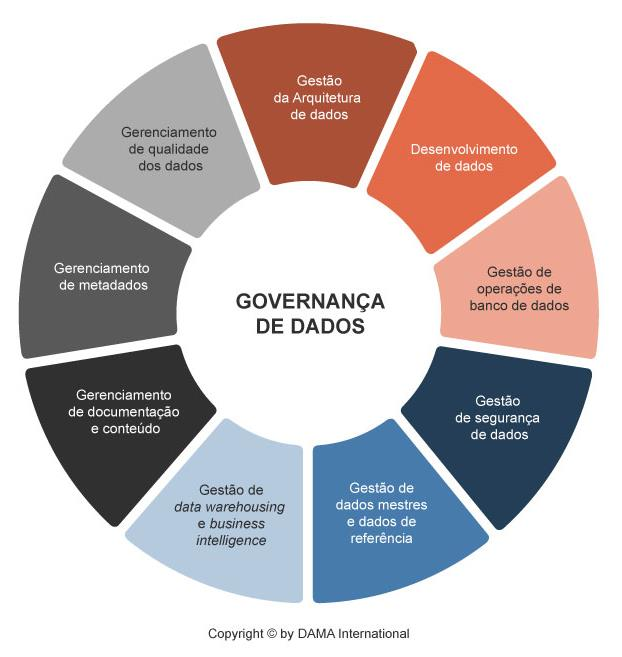 Gestão
da Arquitetura
de dados
Desenvolvimento
de dados
Gestão de
operações de
banco de dados
Gestão
de segurança
de dados
Gestão de
dados mestres
e dados de
referência
Gestão de
data warehousing
e business
intelligence
Gerenciamento
de documentação
e conteúdo
Gerenciamento
de metadados
Gerenciamento
de qualidade
dos dados
GOVERNANÇA
DE DADOS
Copyright © by DAMA International